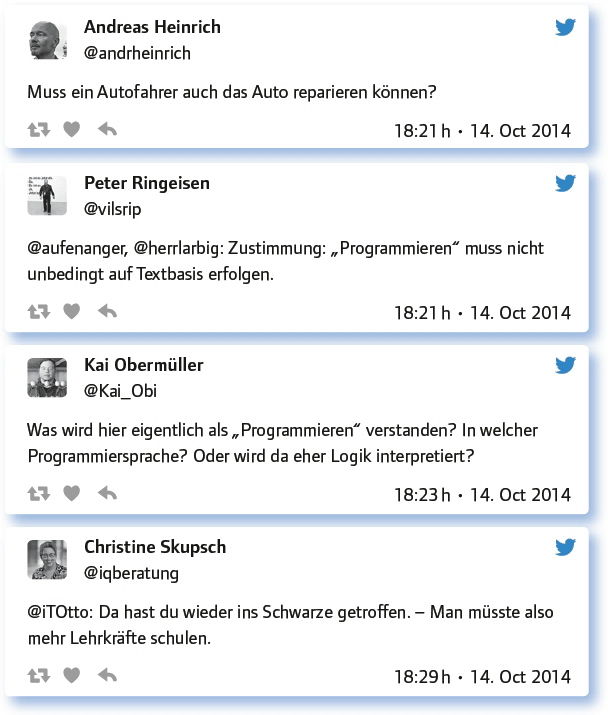 Andreas Heinrich
@andrheinrich
Muss ein Autofahrer auch das Auto reparieren können?
18:21 h • 14. Oct 2014
Peter Ringeisen
@vilsrip
@aufenanger, @herrlarbig: Zustimmung: „Programmieren“ muss nicht
unbedingt auf Textbasis erfolgen.
18:21 h • 14. Oct 2014
Kai Obermüller
@Kai_Obi
Was wird hier eigentlich als „Programmieren“ verstanden? In welcher
Programmiersprache? Oder wird da eher Logik interpretiert?
18:23 h • 14. Oct 2014
Christine Skupsch
@iqberatung
@iTOtto: Da hast du wieder ins Schwarze getroffen. – Man müsste also
mehr Lehrkräfte schulen.
18:29 h • 14. Oct 2014